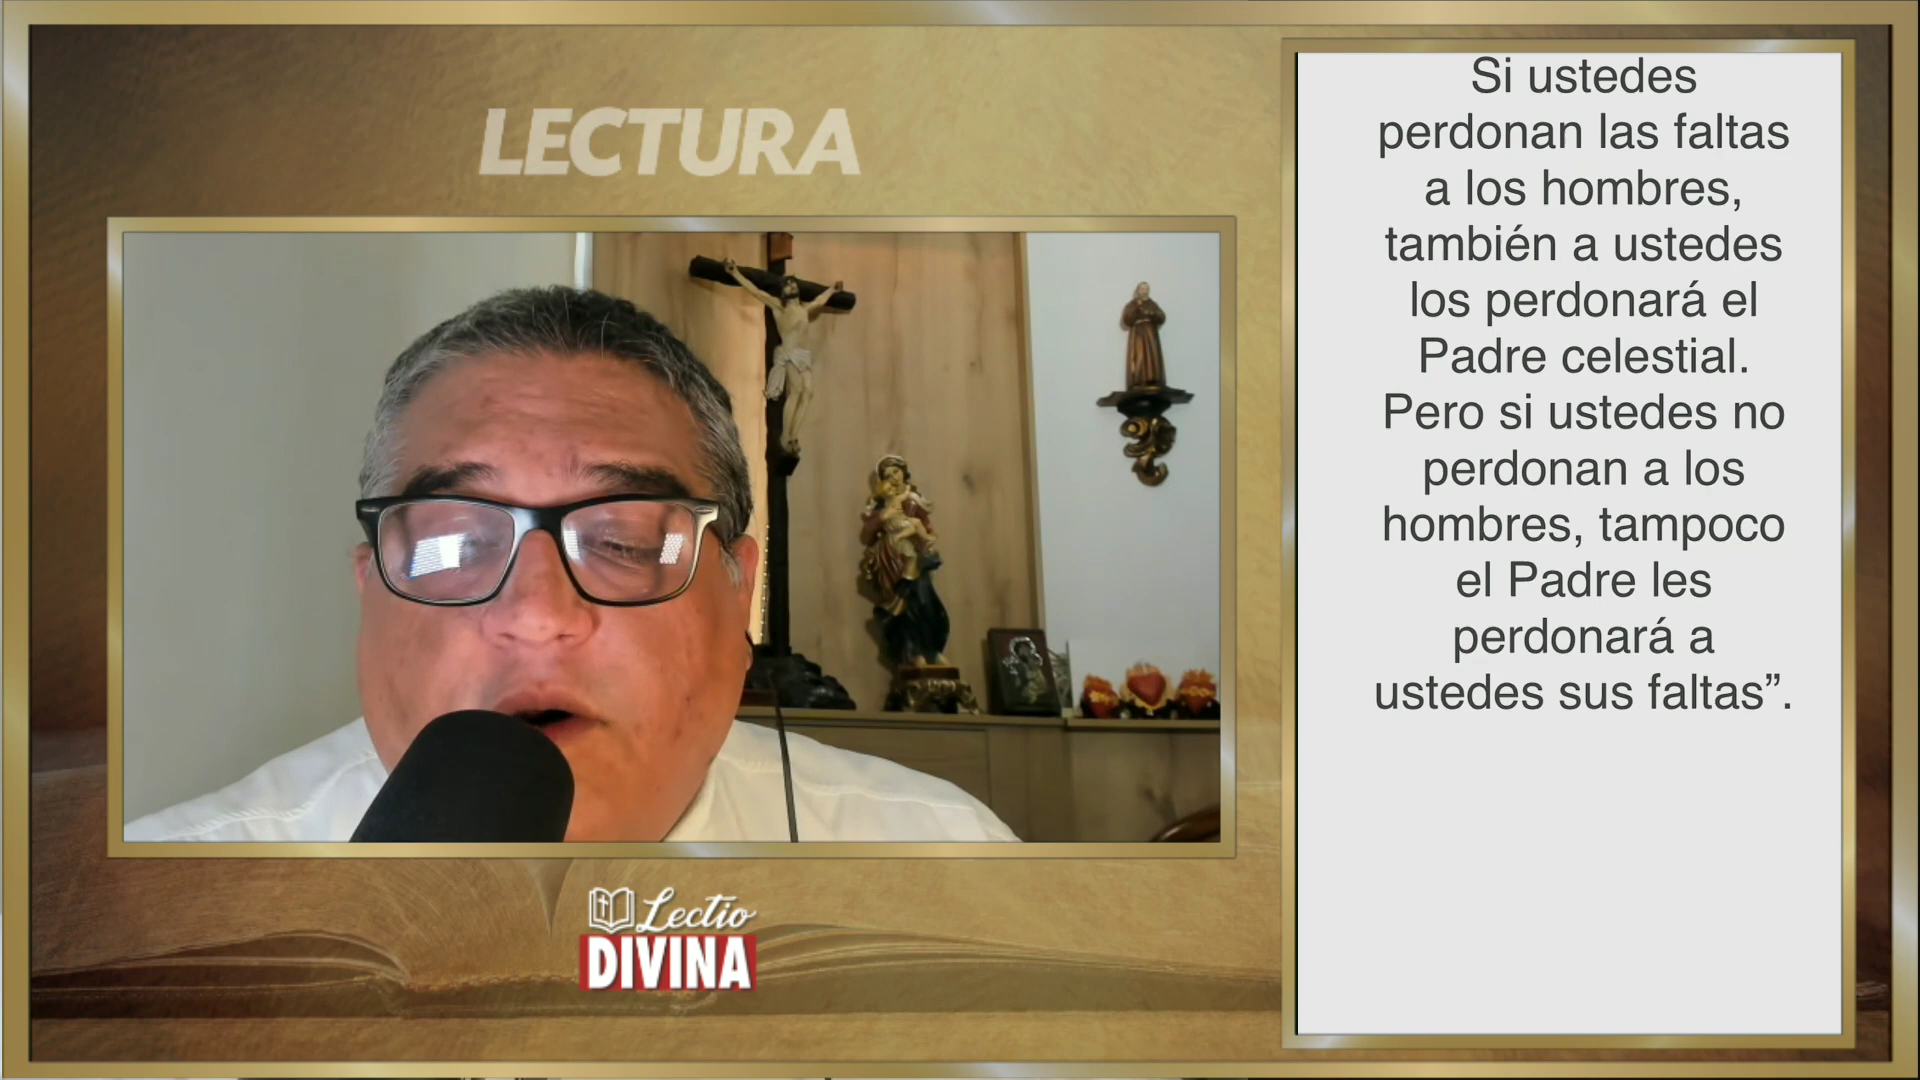 LECTURA
Si ustedes
perdonan las faltas
a los hombres,
también a ustedes
los perdonará el
Padre celestial.
Pero si ustedes no
perdonan a los
hombres, tampoco
el Padre les
perdonará a
ustedes sus faltas”.
Lectio
DIVINA